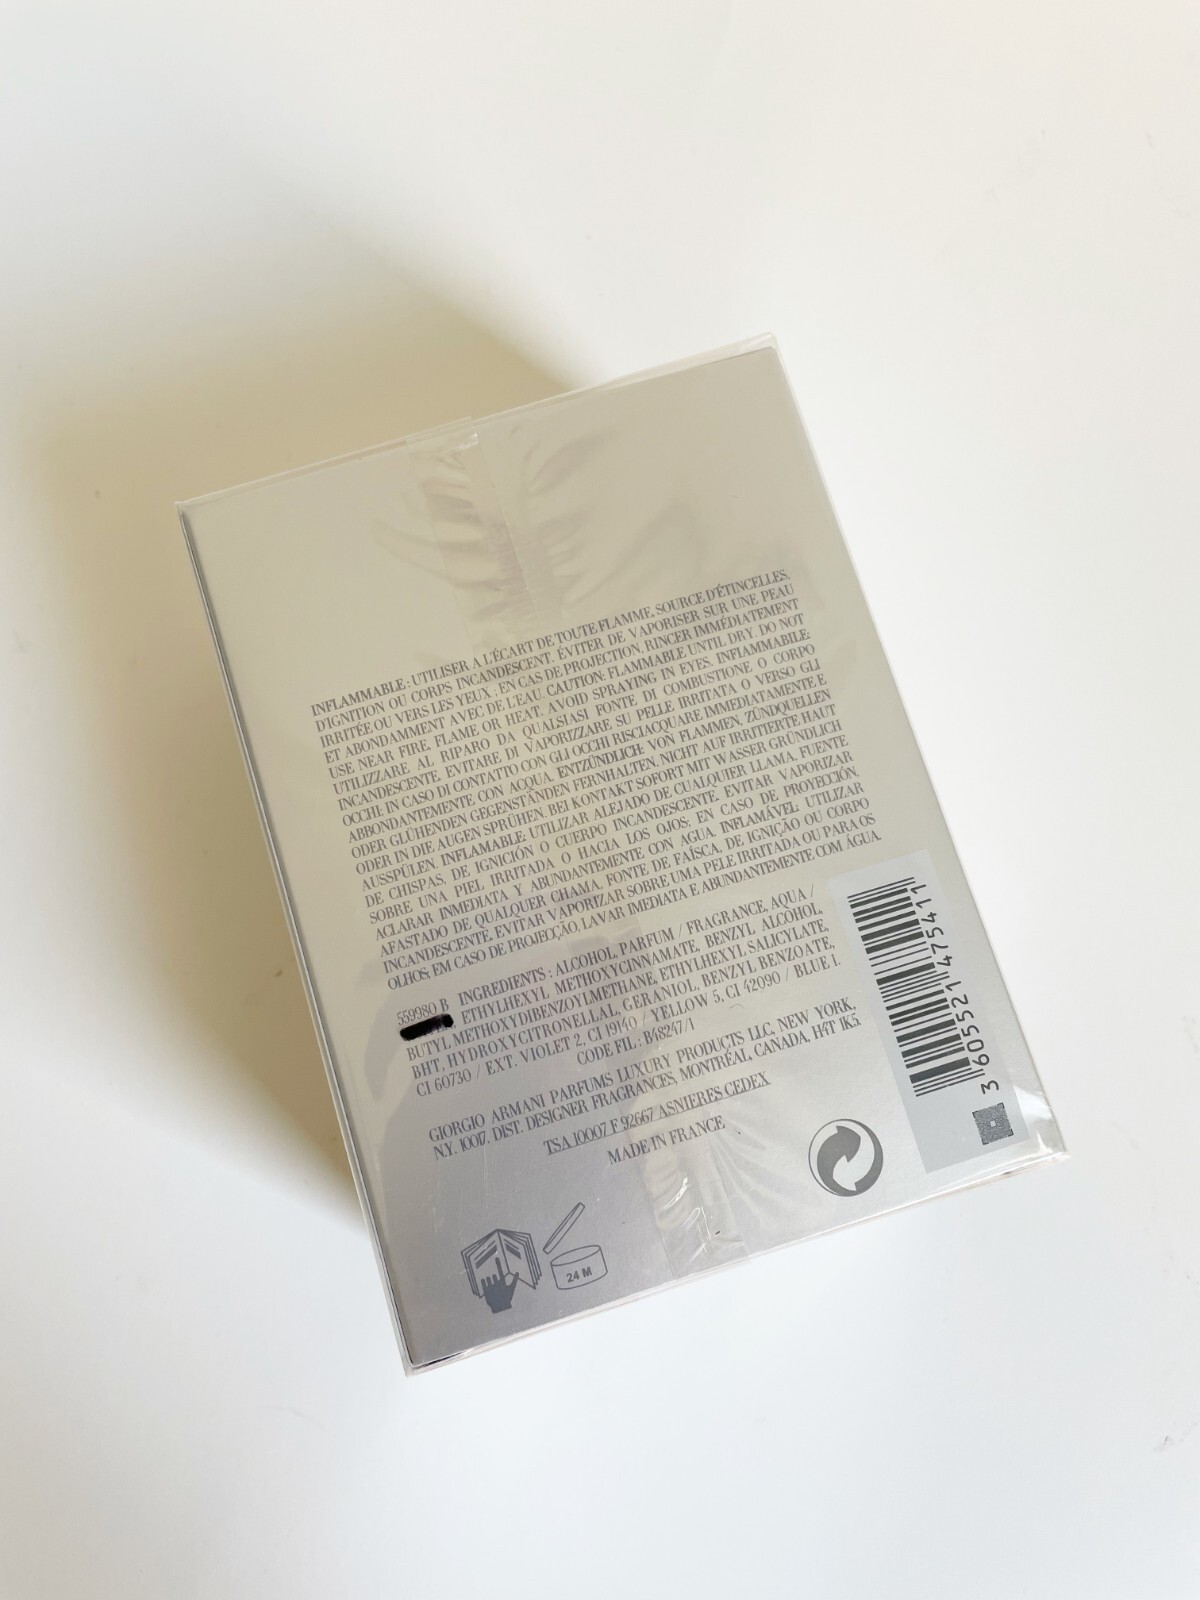 INFLAMMABLE : UTILISER A L'ÉCART DE TOUTE FLAMME, SOURCE D'ÉTINCELLES,
D'IGNITION OU CORPS INCANDESCENT. ÉVITER DE VAPORISER SUR UNE PEAU
IRRITÉE OU VERS LES YEUX ; EN CAS DE PROJECTION, RINCER IMMÉDIATEMENT
ET ABONDAMMENT AVEC DE L'EAU. CAUTION: FLAMMABLE UNTIL DRY. DO NOT
USE NEAR FIRE, FLAME OR HEAT. AVOID SPRAYING IN EYES. INFIAMMABILE:
UTILIZZARE AL RIPARO DA QUALSIASI FONTE DI COMBUSTIONE O CORPO
INCANDESCENTE. EVITARE DI VAPORIZZARE SU PELLE IRRITATA O VERSO GLI
OCCHI: IN CASO DI CONTATTO CON GLI OCCHI RISCIACQUARE IMMEDIATAMENTE E
ABBONDANTEMENTE CON ACQUA. ENTZÜNDLICH: VON FLAMMEN, ZÜNDQUELLEN
ODER GLÜHENDEN GEGENSTÄNDEN FERNHALTEN. NICHT AUF IRRITIERTE HAUT
ODER IN DIE AUGEN SPRÜHEN. BEI KONTAKT SOFORT MIT WASSER GRÜNDLICH
AUSSPÜLEN. INFLAMABLE: UTILIZAR ALEJADO DE CUALQUIER LLAMA, FUENTE
DE CHISPAS, DE IGNICIÓN O CUERPO INCANDESCENTE. EVITAR VAPORIZAR
SOBRE UNA PIEL IRRITADA O HACIA LOS OJOS; EN CASO DE PROYECCIÓN,
ACLARAR INMEDIATA Y ABUNDANTEMENTE CON AGUA. INFLAMÁVEL: UTILIZAR
AFASTADO DE QUALQUER CHAMA, FONTE DE FAÍSCA, DE IGNIÇÃO OU CORPO
INCANDESCENTE. EVITAR VAPORIZAR SOBRE UMA PELE IRRITADA OU PARA OS
OLHOS; EM CASO DE PROJECÇÃO, LAVAR IMEDIATA E ABUNDANTEMENTE COM ÁGUA.
559980 B INGREDIENTS : ALCOHOL, PARFUM / FRAGRANCE, AQUA /
ETHYLHEXYL METHOXYCINNAMATE, BENZYL ALCOHOL,
BUTYL METHOXYDIBENZOYLMETHANE, ETHYLHEXYL SALICYLATE,
BHT, HYDROXYCITRONELLAL, GERANIOL, BENZYL BENZOATE,
CI 60730 / EXT. VIOLET 2, CI 19140 / YELLOW 5, CI 42090 / BLUE 1.
CODE FIL : B48247/1
GIORGIO ARMANI PARFUMS LUXURY PRODUCTS LLC, NEW YORK,
N.Y. 10017. DIST. DESIGNER FRAGRANCES, MONTRÉAL, CANADA, H4T 1K5.
TSA 10007 F 92667 ASNIERES CEDEX
MADE IN FRANCE
24 M
3 605521 475411